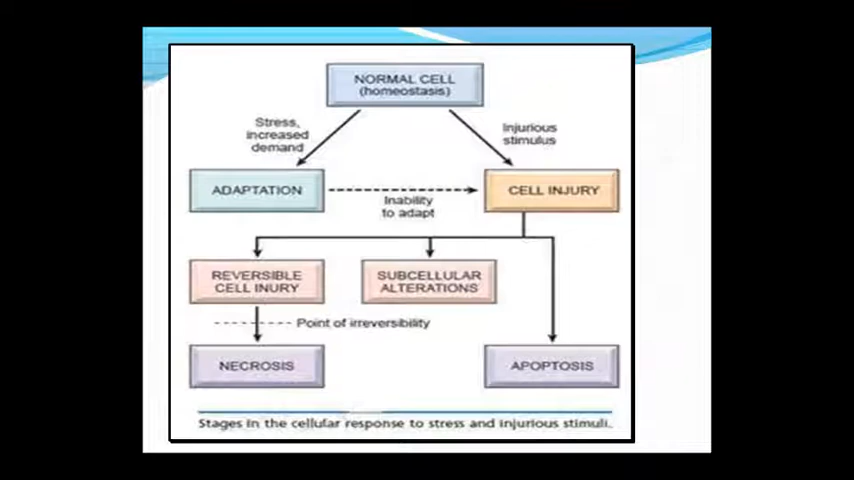 NORMAL CELL
(homeostasis)
Stress,
increased
demand
Injurious
stimulus
ADAPTATION
Inability
to adapt
CELL INJURY
REVERSIBLE
CELL INURY
SUBCELLULAR
ALTERATIONS
Point of irreversibility
NECROSIS
APOPTOSIS
Stages in the cellular response to stress and injurious stimuli.